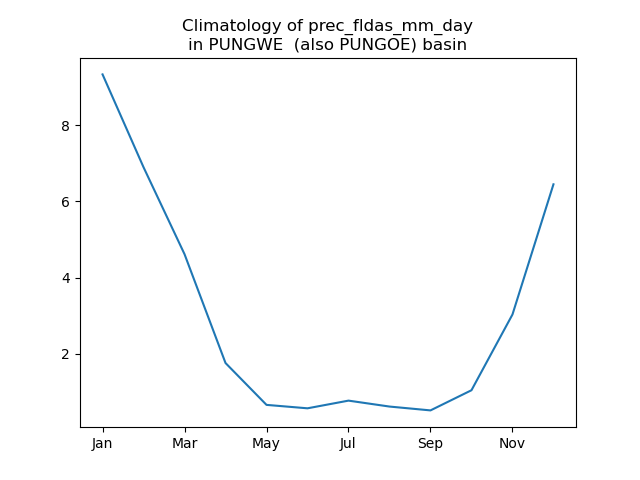 Climatology of prec_fldas_mm_day
in PUNGWE  (also PUNGOE) basin
8
6
4
2
Jan Mar May Jul Sep Nov